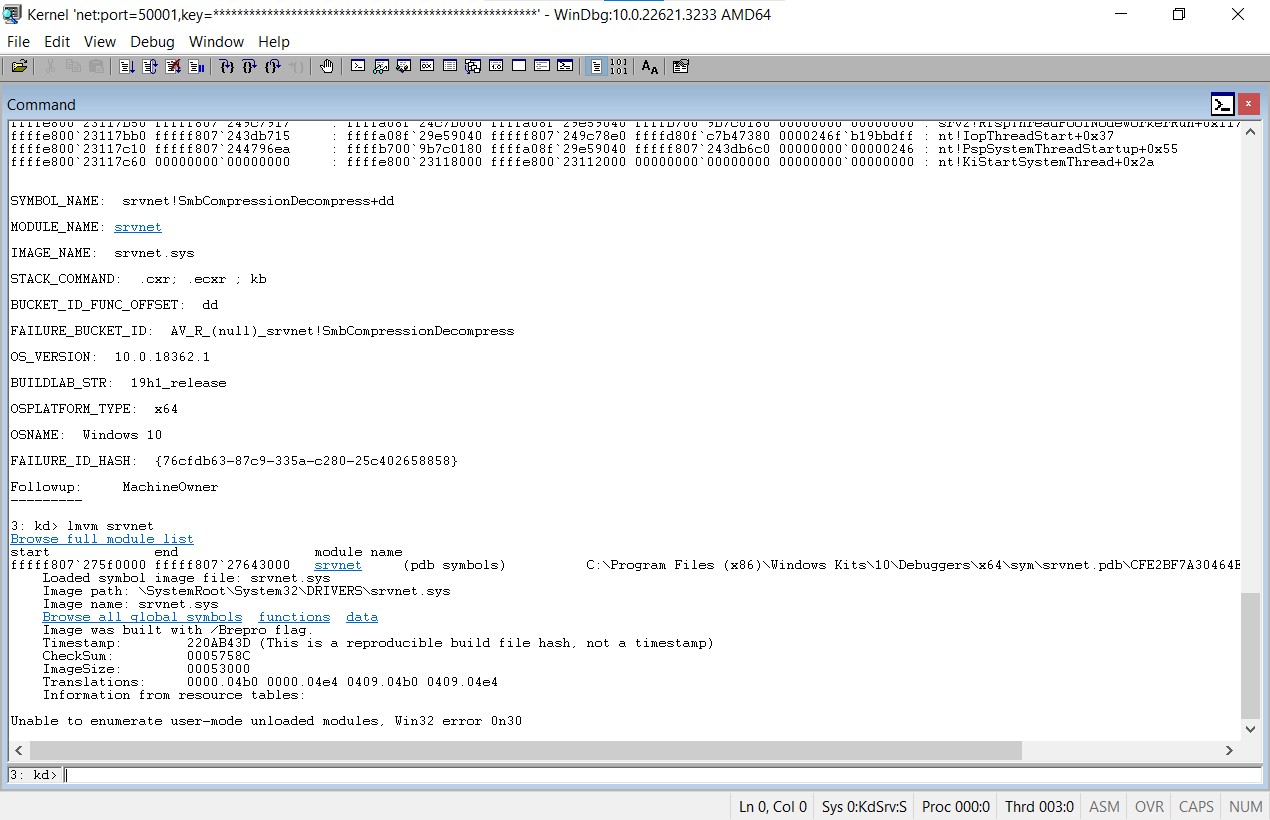 Kernel 'net:port=50001,key=******************************************************' - WinDbg:10.0.22621.3233 AMD64
File Edit View Debug Window Help
Command
ffffe800`23117bb0 fffff807`243db715 : ffffa08f`29e59040 fffff807`249c78e0 ffffd80f`c7b47380 0000246f`b19bbdff : nt!IopThreadStart+0x37
ffffe800`23117c10 fffff807`244796ea : ffffb700`9b7c0180 ffffa08f`29e59040 fffff807`243db6c0 00000000`00000246 : nt!PspSystemThreadStartup+0x55
ffffe800`23117c60 00000000`00000000 : ffffe800`23118000 ffffe800`23112000 00000000`00000000 00000000`00000000 : nt!KiStartSystemThread+0x2a
SYMBOL_NAME: srvnet!SmbCompressionDecompress+dd
MODULE_NAME: srvnet
IMAGE_NAME: srvnet.sys
STACK_COMMAND: .cxr; .ecxr ; kb
BUCKET_ID_FUNC_OFFSET: dd
FAILURE_BUCKET_ID: AV_R_(null)_srvnet!SmbCompressionDecompress
OS_VERSION: 10.0.18362.1
BUILDLAB_STR: 19h1_release
OSPLATFORM_TYPE: x64
OSNAME: Windows 10
FAILURE_ID_HASH: {76cfdb63-87c9-335a-c280-25c402658858}
Followup: MachineOwner
---------
3: kd> lmvm srvnet
Browse full module list
start end module name
fffff807`275f0000 fffff807`27643000 srvnet (pdb symbols) C:\Program Files (x86)\Windows Kits\10\Debuggers\x64\sym\srvnet.pdb\CFE2BF7A30464E
Loaded symbol image file: srvnet.sys
Image path: \SystemRoot\System32\DRIVERS\srvnet.sys
Image name: srvnet.sys
Browse all global symbols functions data
Image was built with /Brepro flag.
Timestamp: 220AB43D (This is a reproducible build file hash, not a timestamp)
CheckSum: 0005758C
ImageSize: 00053000
Translations: 0000.04b0 0000.04e4 0409.04b0 0409.04e4
Information from resource tables:
Unable to enumerate user-mode unloaded modules, Win32 error 0n30
3: kd>
Ln 0, Col 0 Sys 0:KdSrv:S Proc 000:0 Thrd 003:0 ASM OVR CAPS NUM